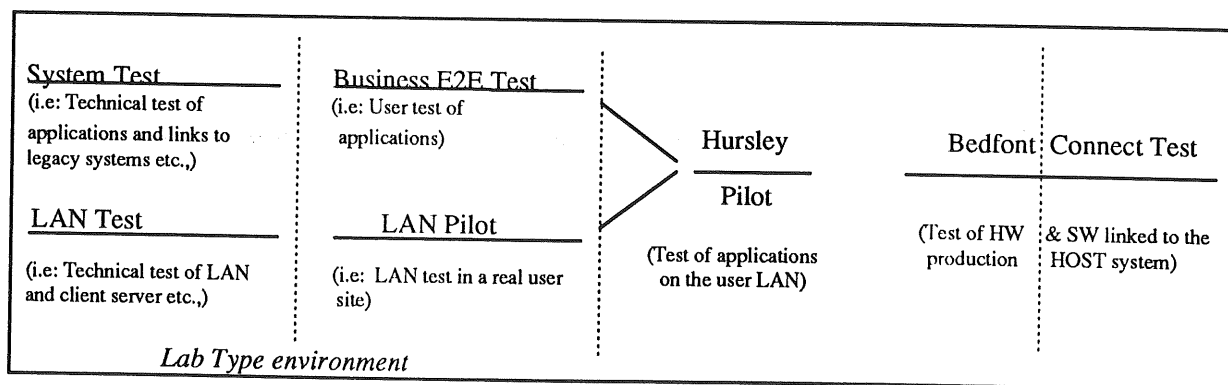 System Test
(i.e: Technical test of
applications and links to
legacy systems etc.,)
LAN Test
(i.e: Technical test of LAN
and client server etc.,)
Business E2E Test
(i.e: User test of
applications)
LAN Pilot
(i.e: LAN test in a real user
site)
Lab Type environment
Hursley
Pilot
(Test of applications
on the user LAN)
Bedfont Connect Test
(Test of HW & SW linked to the
production HOST system)